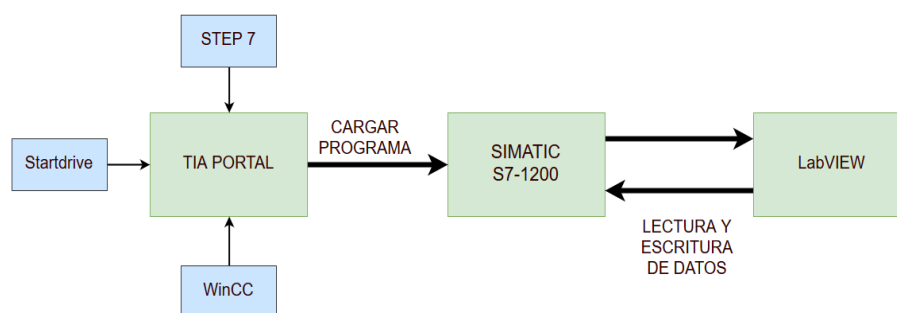 STEP 7
Startdrive
TIA PORTAL
WinCC
CARGAR
PROGRAMA
SIMATIC
S7-1200
LabVIEW
LECTURA Y
ESCRITURA
DE DATOS